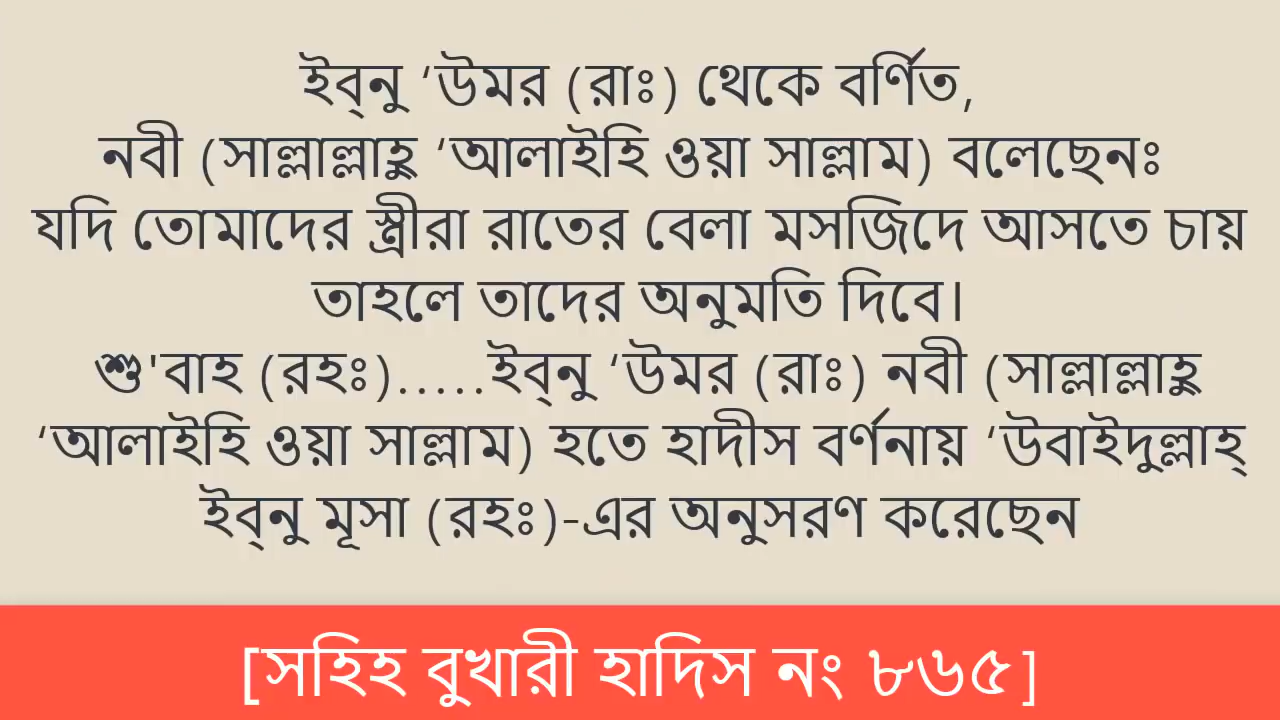 ইব্‌নু ‘উমর (রাঃ) থেকে বর্ণিত,
নবী (সাল্লাল্লাহু ‘আলাইহি ওয়া সাল্লাম) বলেছেনঃ
যদি তোমাদের স্ত্রীরা রাতের বেলা মসজিদে আসতে চায়
তাহলে তাদের অনুমতি দিবে।
শু'বাহ (রহঃ).....ইব্‌নু ‘উমর (রাঃ) নবী (সাল্লাল্লাহু
‘আলাইহি ওয়া সাল্লাম) হতে হাদীস বর্ণনায় ‘উবাইদুল্লাহ্
ইব্‌নু মূসা (রহঃ)-এর অনুসরণ করেছেন
[সহিহ বুখারী হাদিস নং ৮৬৫]